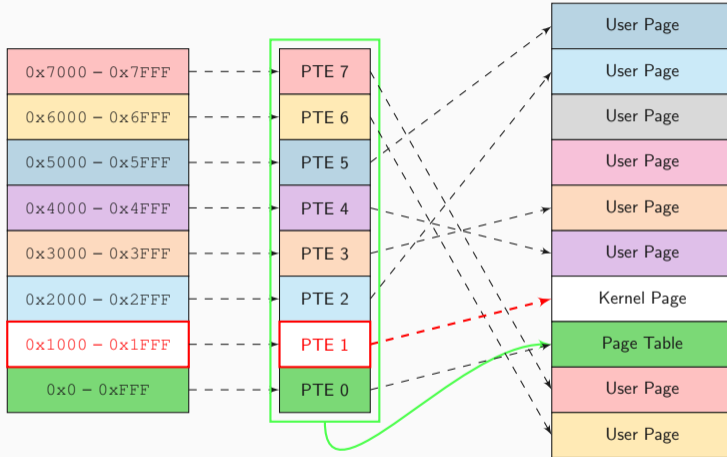 0x7000 – 0x7FFF
0x6000 – 0x6FFF
0x5000 – 0x5FFF
0x4000 – 0x4FFF
0x3000 – 0x3FFF
0x2000 – 0x2FFF
0x1000 – 0x1FFF
0x0 – 0xFFF
PTE 7
PTE 6
PTE 5
PTE 4
PTE 3
PTE 2
PTE 1
PTE 0
User Page
User Page
User Page
User Page
User Page
User Page
Kernel Page
Page Table
User Page
User Page